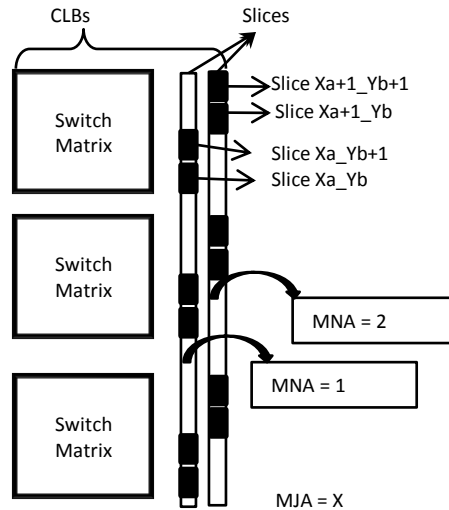 CLBs
Slices
Slice Xa+1_Yb+1
Slice Xa+1_Yb
Slice Xa_Yb+1
Slice Xa_Yb
Switch
Matrix
Switch
Matrix
MNA = 2
MNA = 1
Switch
Matrix
MJA = X